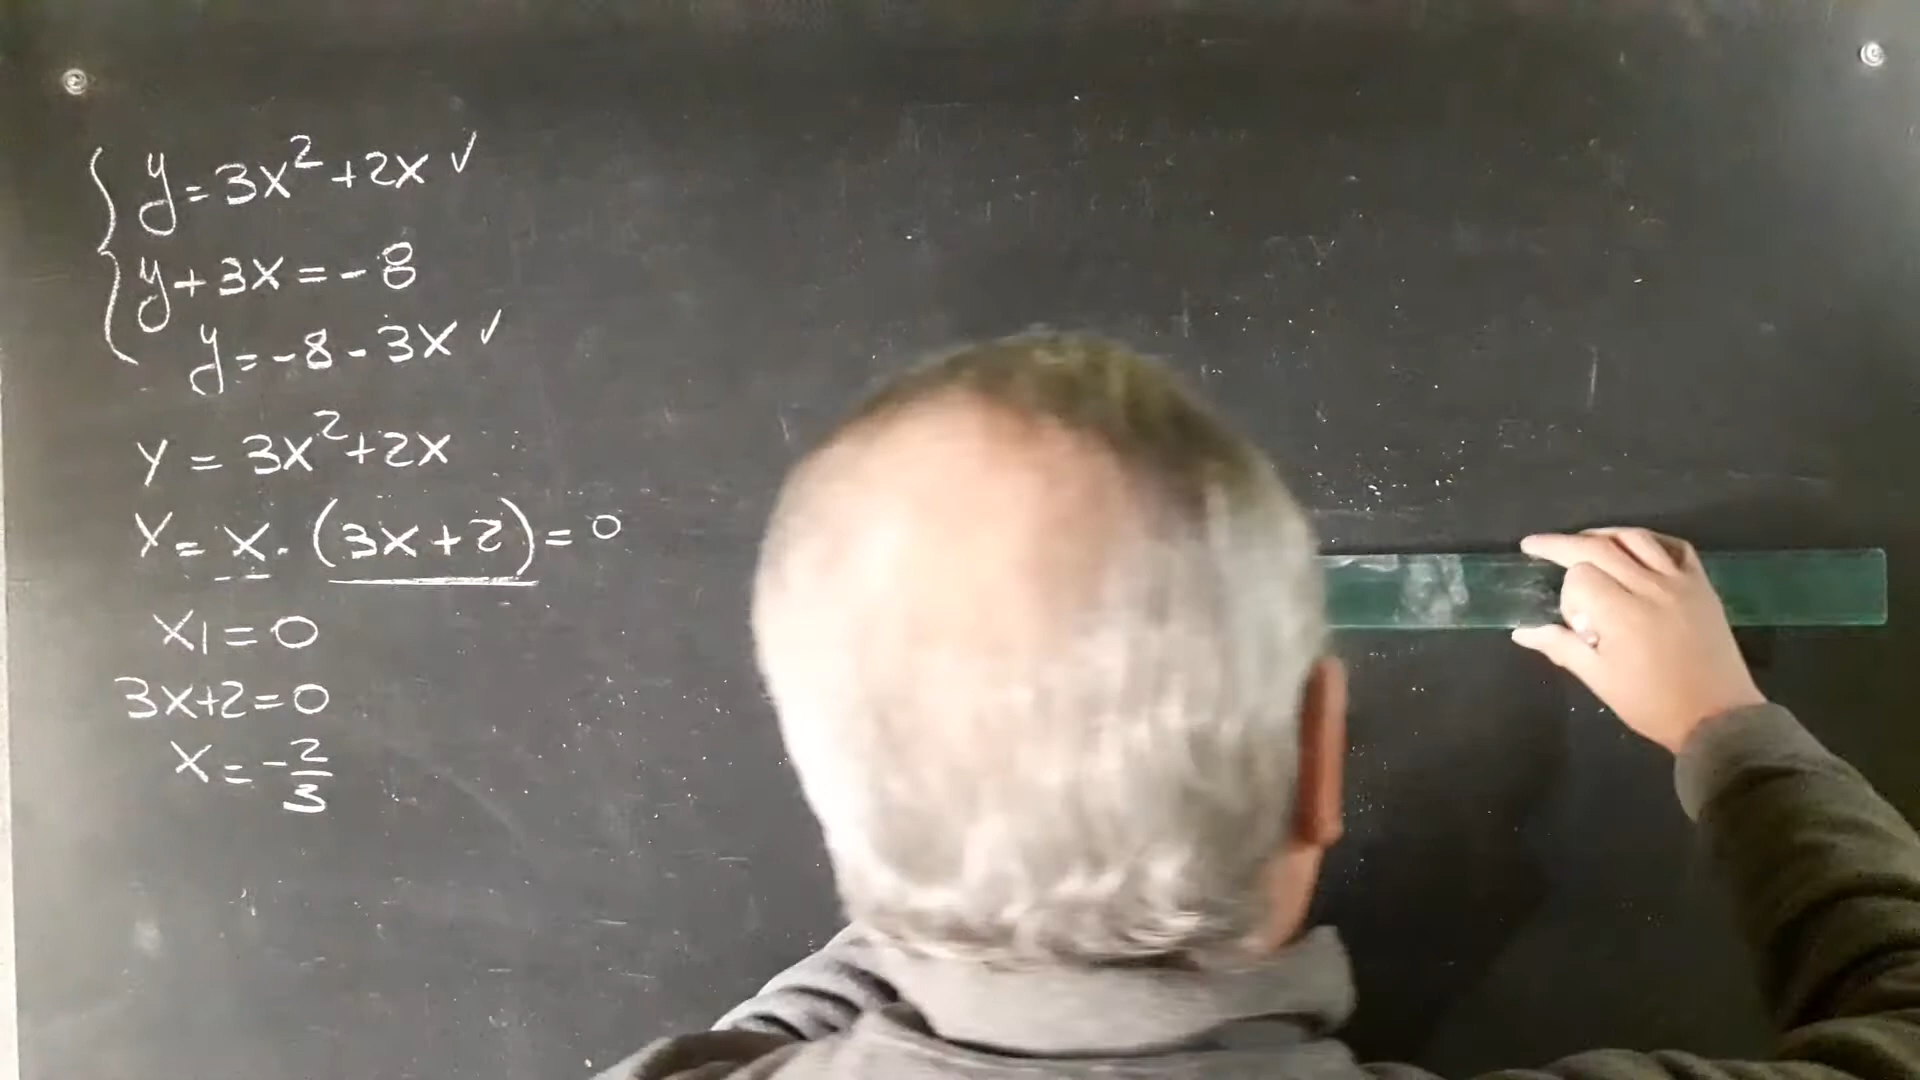 y=3x²+2x ✓
y+3x=-8
y=-8-3x ✓
y=3x²+2x
y=x·(3x+2)=0
x1=0
3x+2=0
x=-2/3